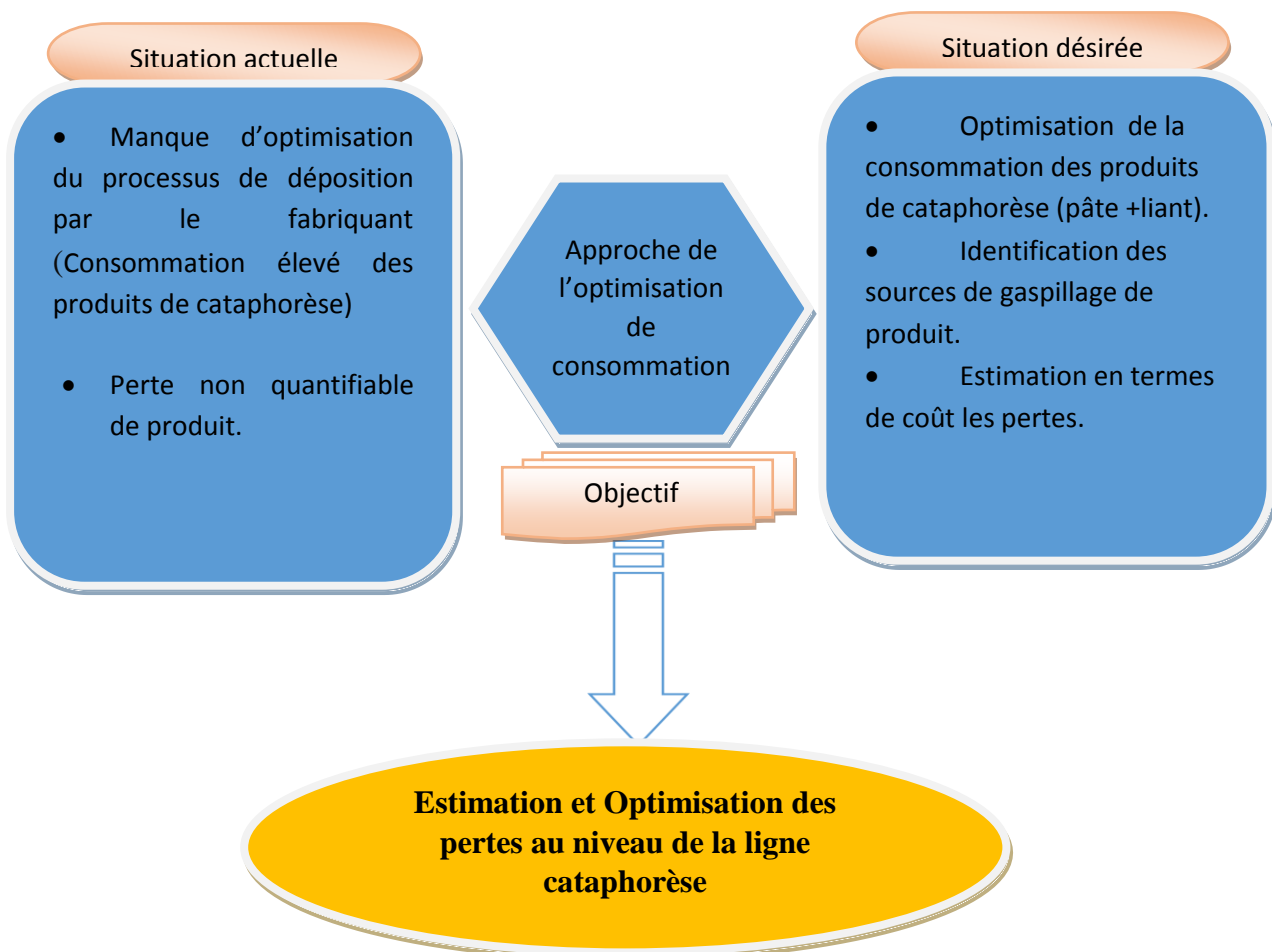 Situation actuelle
• Manque d’optimisation
du processus de déposition
par le fabriquant
(Consommation élevé des
produits de cataphorèse)
• Perte non quantifiable
de produit.
Approche de
l’optimisation
de
consommation
Objectif
Situation désirée
• Optimisation de la
consommation des produits
de cataphorèse (pâte +liant).
• Identification des
sources de gaspillage de
produit.
• Estimation en termes
de coût les pertes.
Estimation et Optimisation des
pertes au niveau de la ligne
cataphorèse